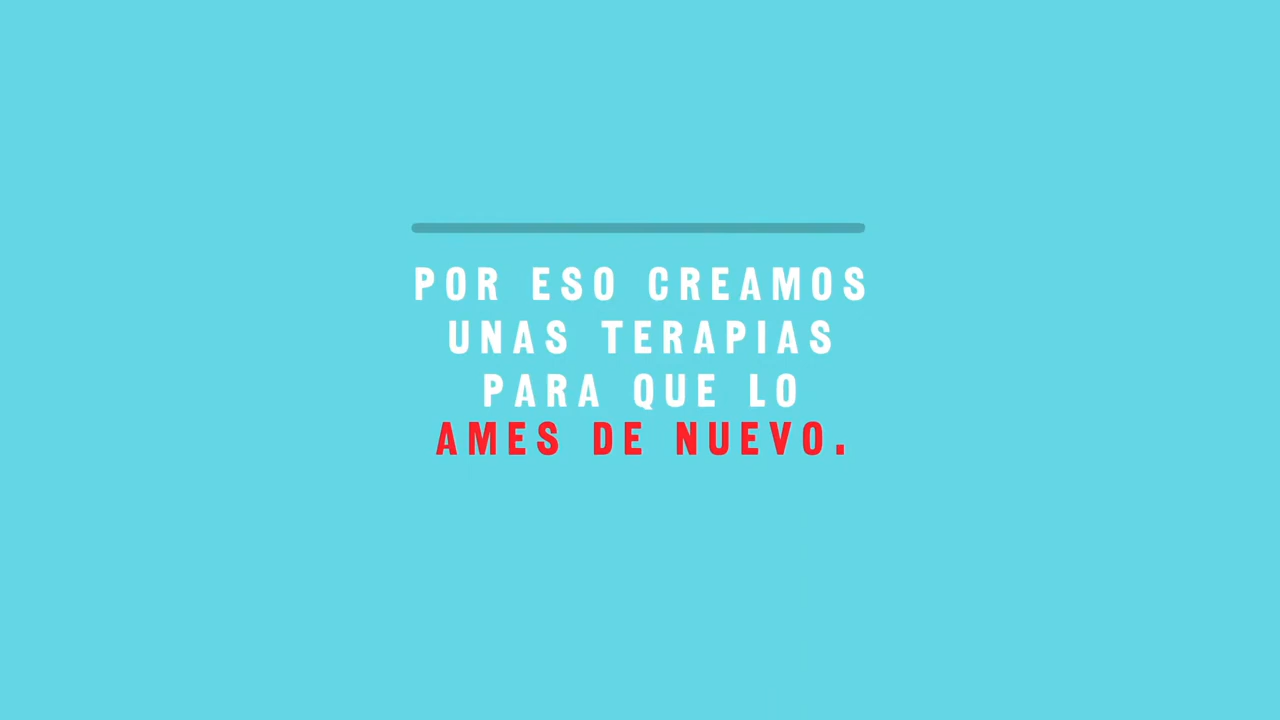 POR ESO CREAMOS
UNAS TERAPIAS
PARA QUE LO
AMES DE NUEVO.